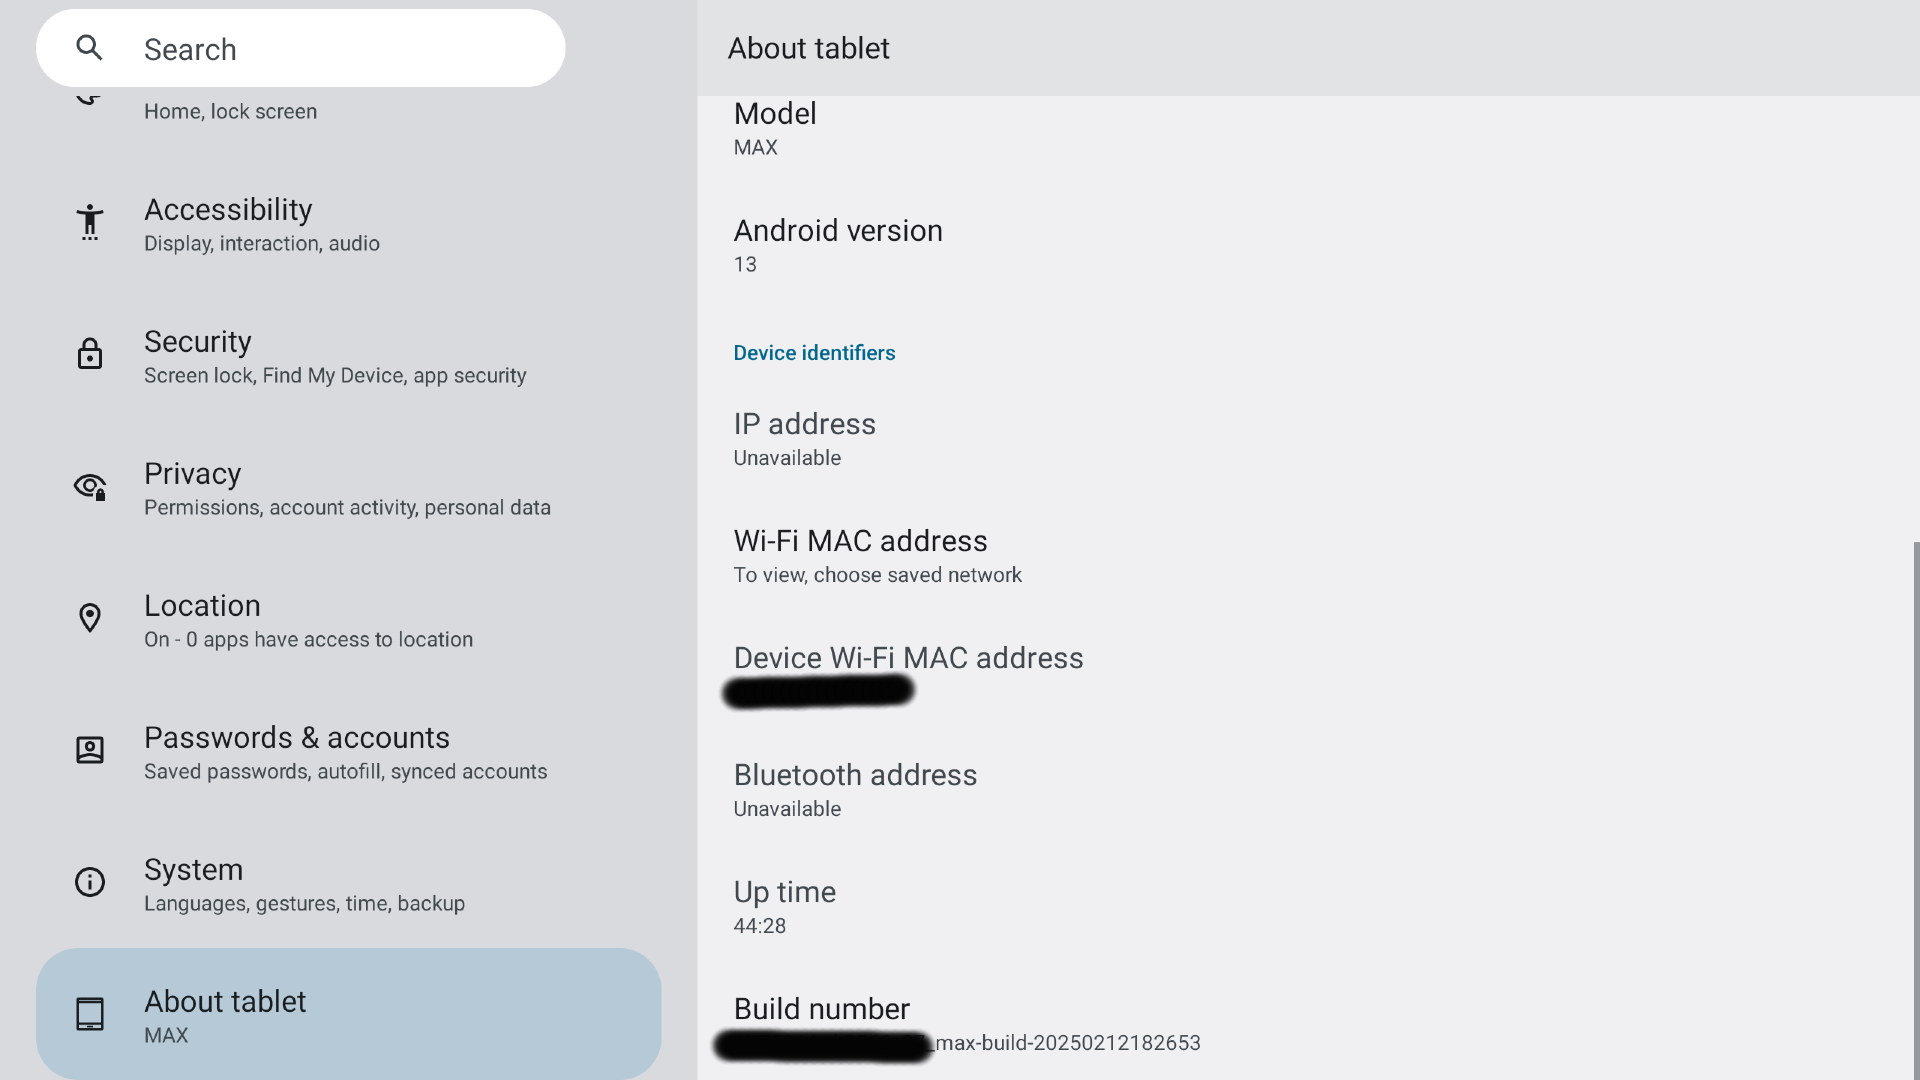 Search
Home, lock screen
Accessibility
Display, interaction, audio
Security
Screen lock, Find My Device, app security
Privacy
Permissions, account activity, personal data
Location
On - 0 apps have access to location
Passwords & accounts
Saved passwords, autofill, synced accounts
System
Languages, gestures, time, backup
About tablet
MAX
About tablet
Model
MAX
Android version
13
Device identifiers
IP address
Unavailable
Wi-Fi MAC address
To view, choose saved network
Device Wi-Fi MAC address
Bluetooth address
Unavailable
Up time
44:28
Build number
_max-build-20250212182653